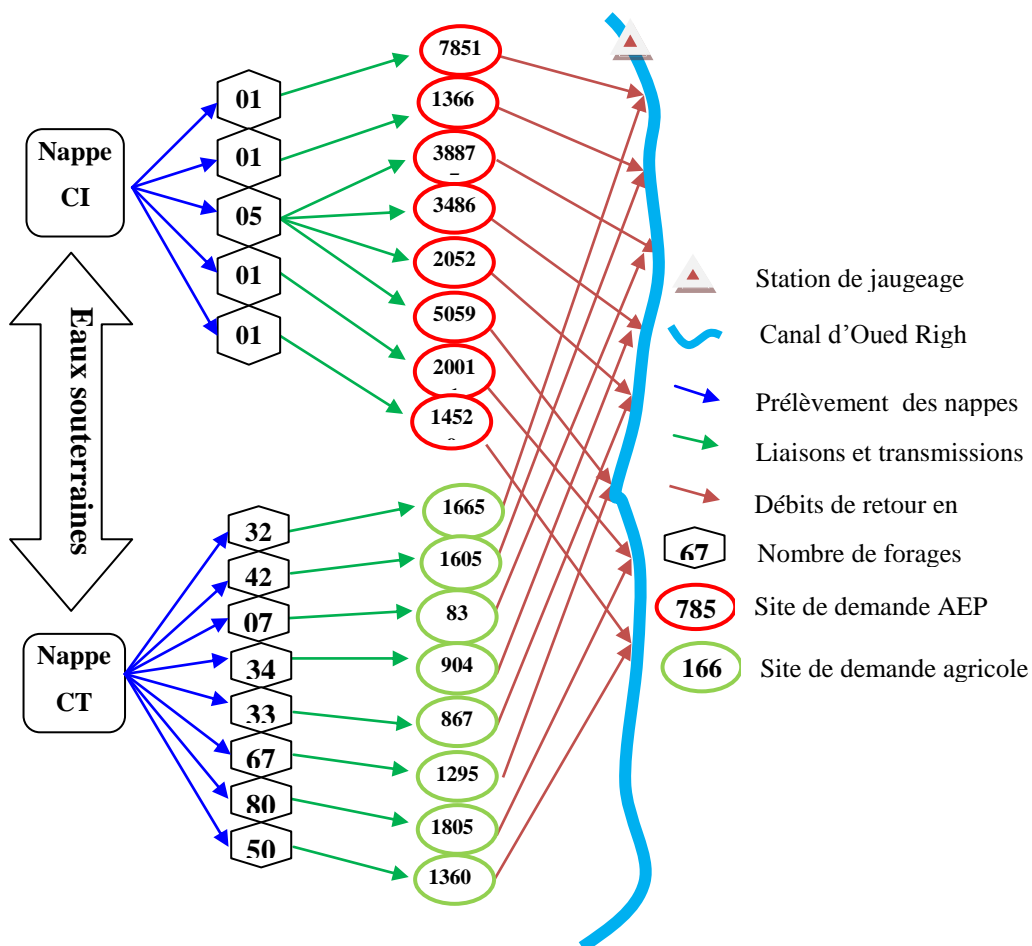 Nappe
CI
Eaux souterraines
Nappe
CT
01
01
05
01
01
32
42
07
34
33
67
80
50
7851
1366
3887
3486
2052
5059
2001
1452
1665
1605
83
904
867
1295
1805
1360
Station de jaugeage
Canal d'Oued Righ
Prélèvement des nappes
Liaisons et transmissions
Débits de retour en
67
Nombre de forages
785
Site de demande AEP
166
Site de demande agricole